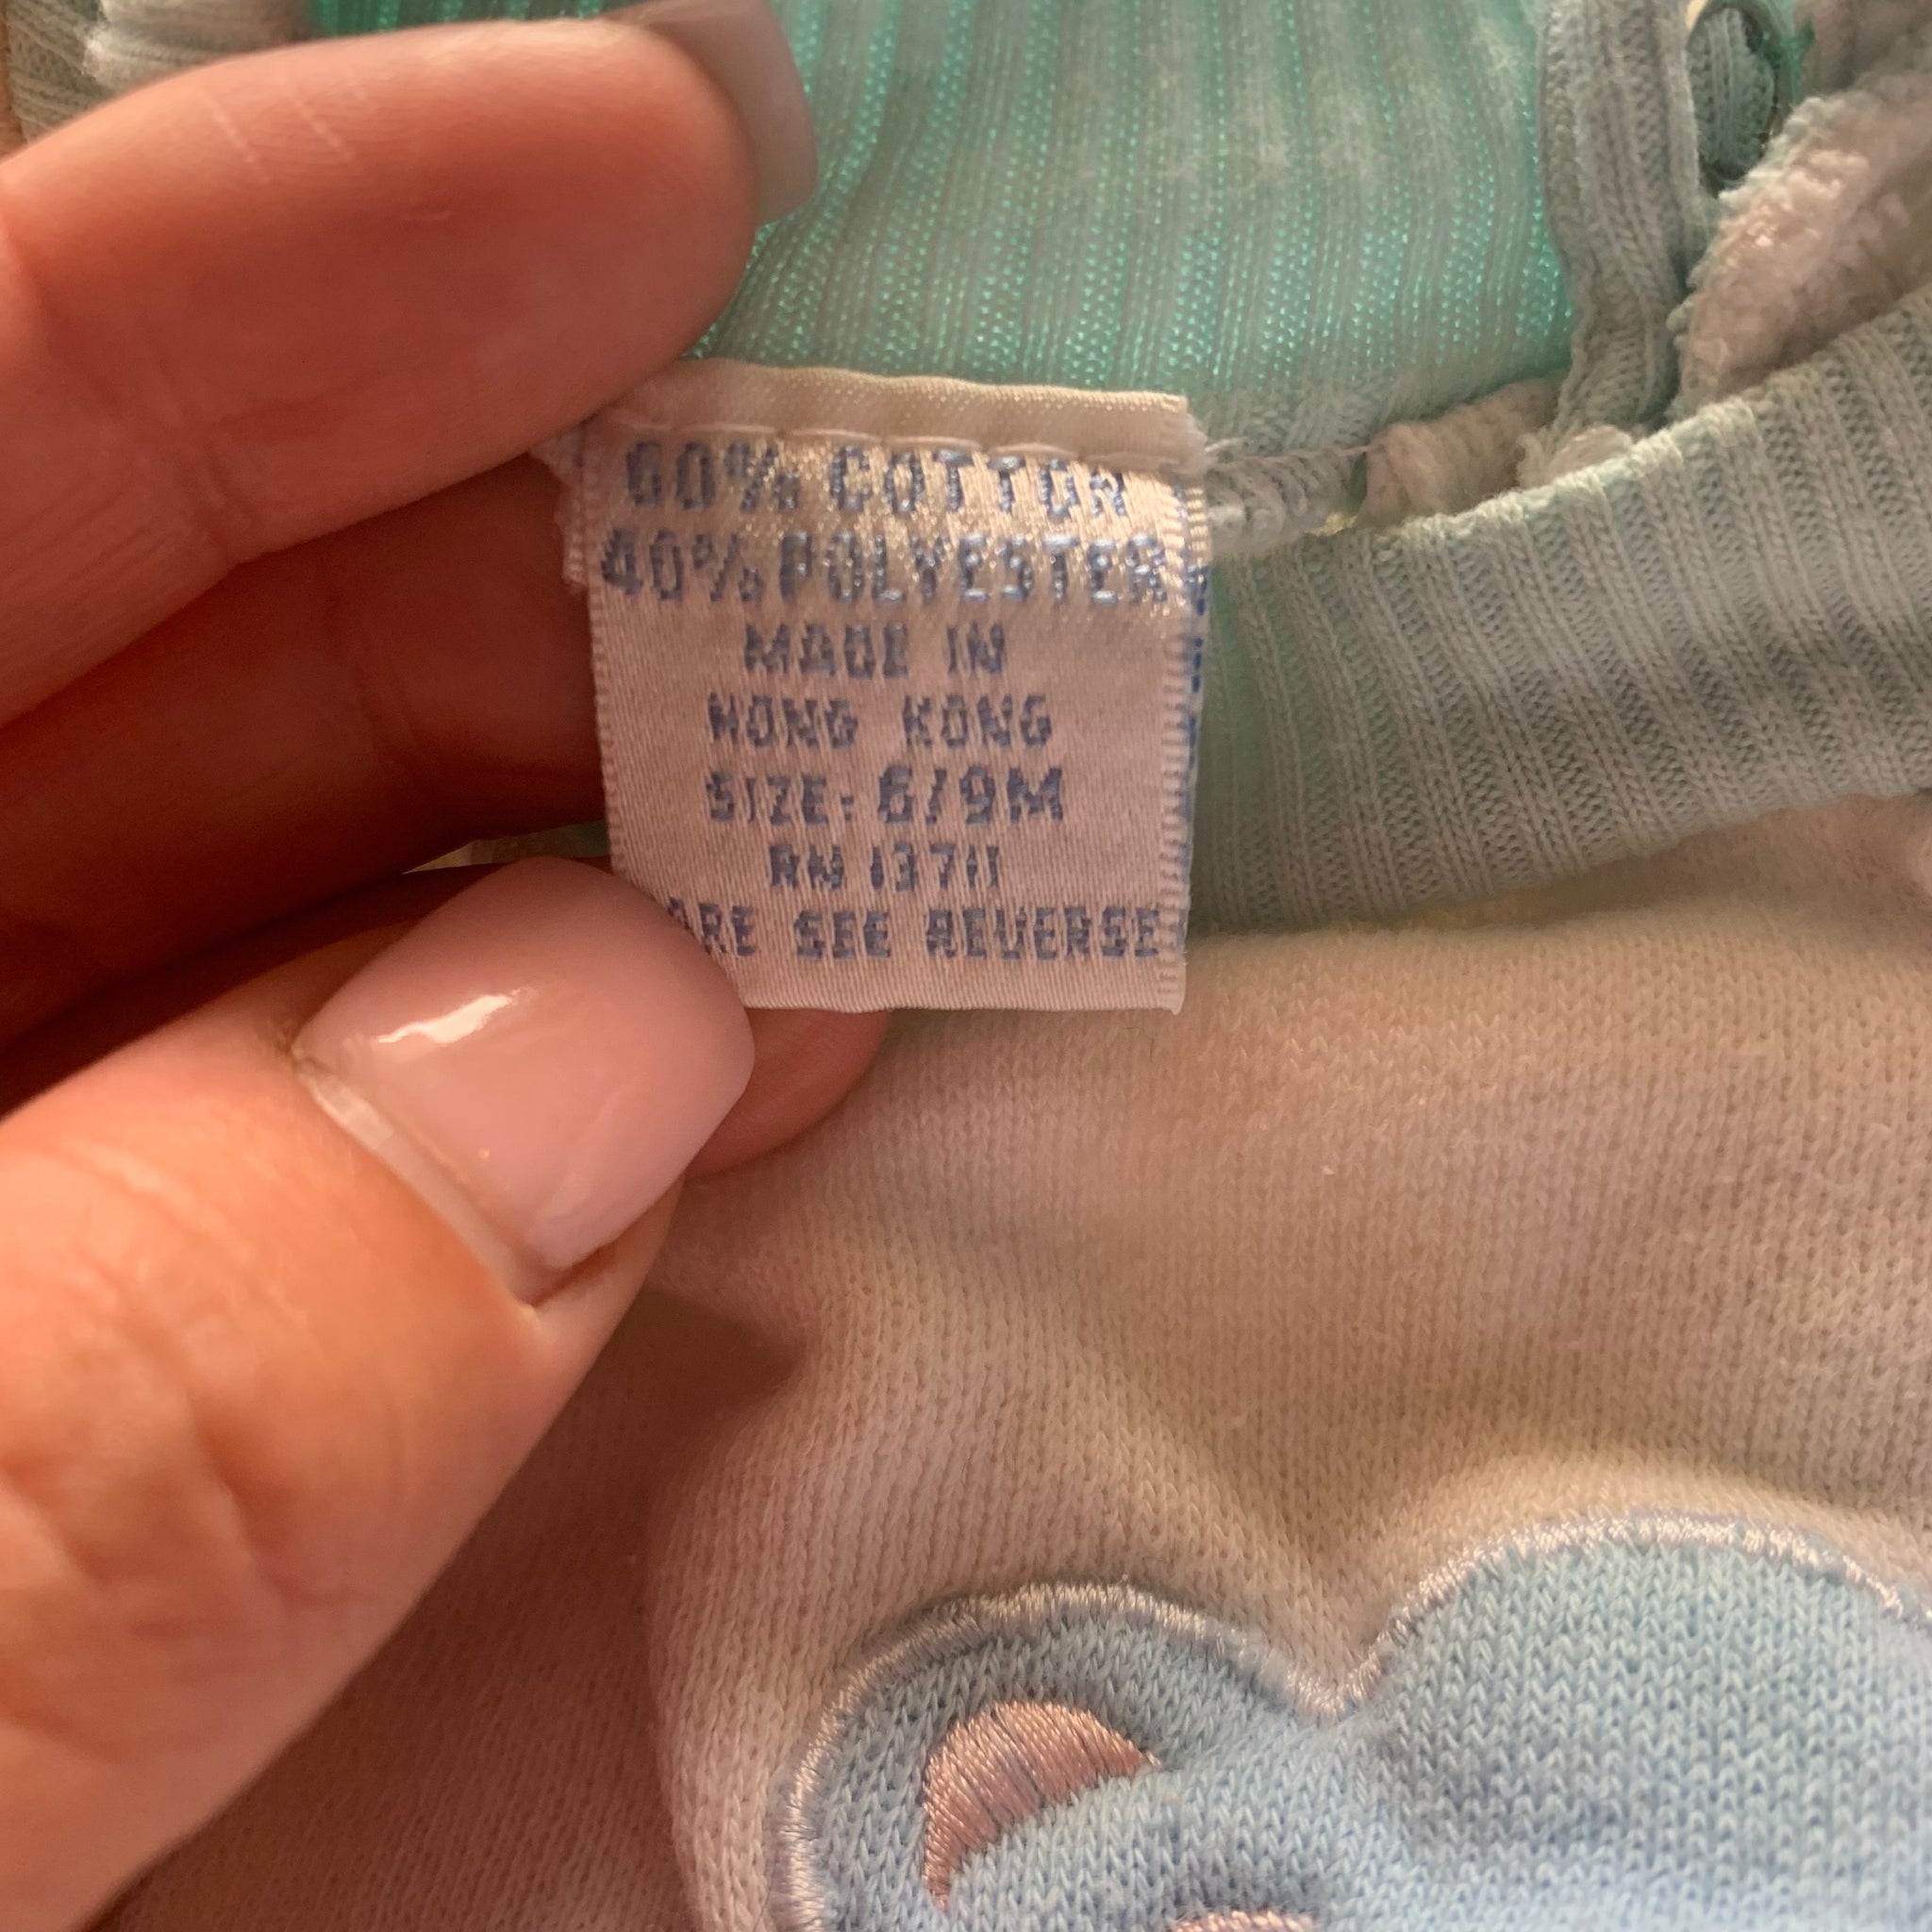 60% COTTON
40% POLYESTER
MADE IN
HONG KONG
SIZE: 6/9M
RN 13711
ARE SEE REVERSE